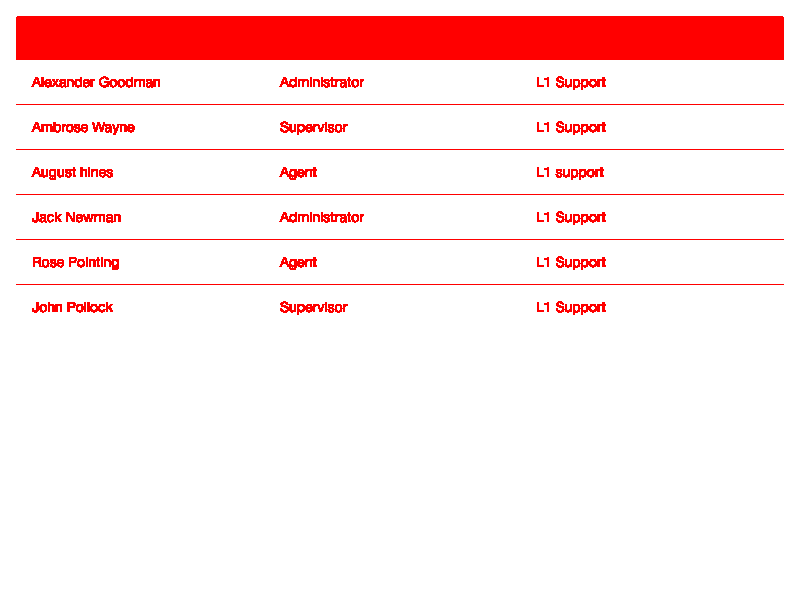 Alexander Goodman Administrator L1 Support
Ambrose Wayne Supervisor L1 Support
August hines Agent L1 support
Jack Newman Administrator L1 Support
Rose Pointing Agent L1 Support
John Pollock Supervisor L1 Support